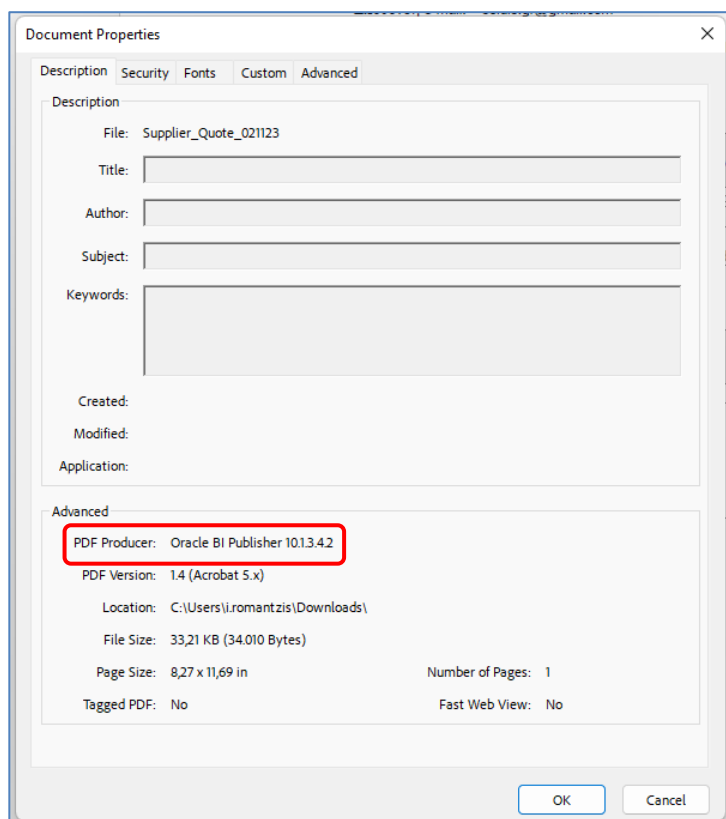 Document Properties
Description Security Fonts Custom Advanced
Description
File: Supplier_Quote_021123
Title:
Author:
Subject:
Keywords:
Created:
Modified:
Application:
Advanced
PDF Producer: Oracle BI Publisher 10.1.3.4.2
PDF Version: 1.4 (Acrobat 5.x)
Location: C:\Users\i.romantzis\Downloads\
File Size: 33,21 KB (34.010 Bytes)
Page Size: 8,27 x 11,69 in Number of Pages: 1
Tagged PDF: No Fast Web View: No
OK Cancel